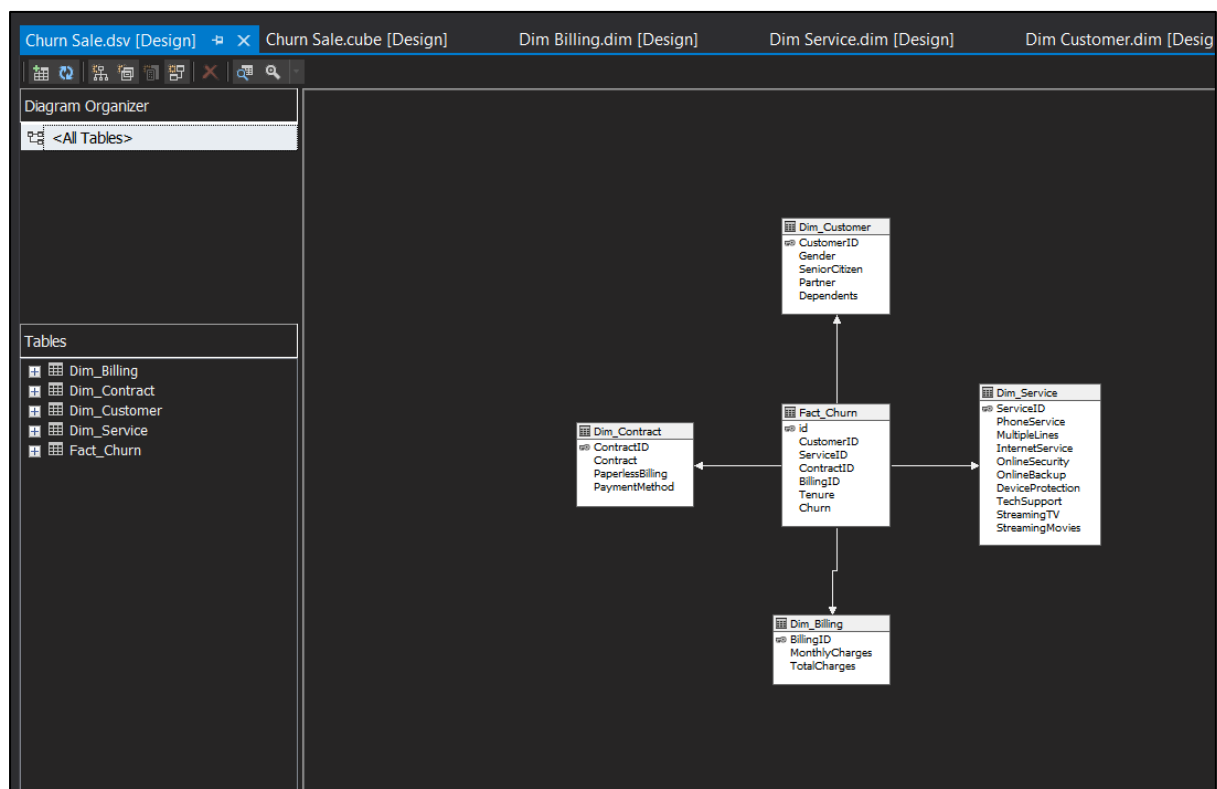 Churn Sale.dsv [Design]
Churn Sale.cube [Design]
Dim Billing.dim [Design]
Dim Service.dim [Design]
Dim Customer.dim [Desig
Diagram Organizer
<All Tables>
Tables
Dim_Billing
Dim_Contract
Dim_Customer
Dim_Service
Fact_Churn
Dim_Customer
CustomerID
Gender
SeniorCitizen
Partner
Dependents
Dim_Contract
ContractID
Contract
PaperlessBilling
PaymentMethod
Fact_Churn
id
CustomerID
ServiceID
ContractID
BillingID
Tenure
Churn
Dim_Service
ServiceID
PhoneService
MultipleLines
InternetService
OnlineSecurity
OnlineBackup
DeviceProtection
TechSupport
StreamingTV
StreamingMovies
Dim_Billing
BillingID
MonthlyCharges
TotalCharges